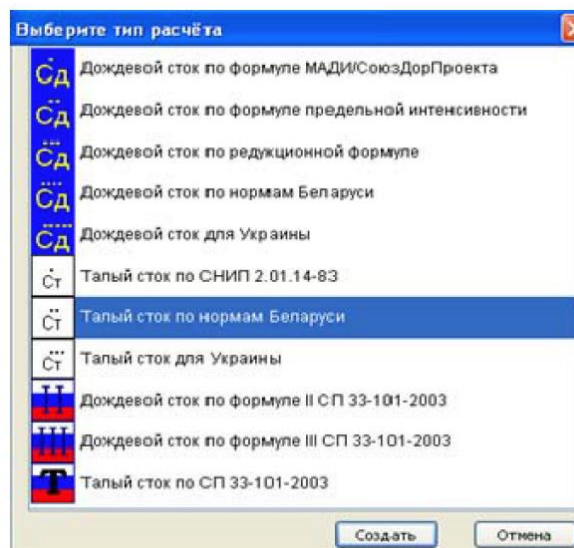 Выберите тип расчёта
Сд Дождевой сток по формуле МАДИ/СоюзДорПроекта
Сд Дождевой сток по формуле предельной интенсивности
Сд Дождевой сток по редукционной формуле
Сд Дождевой сток по нормам Беларуси
Сд Дождевой сток для Украины
Ст Талый сток по СНИП 2.01.14-83
Ст Талый сток по нормам Беларуси
Ст Талый сток для Украины
II Дождевой сток по формуле II СП 33-101-2003
III Дождевой сток по формуле III СП 33-101-2003
Т Талый сток по СП 33-101-2003
Создать Отмена